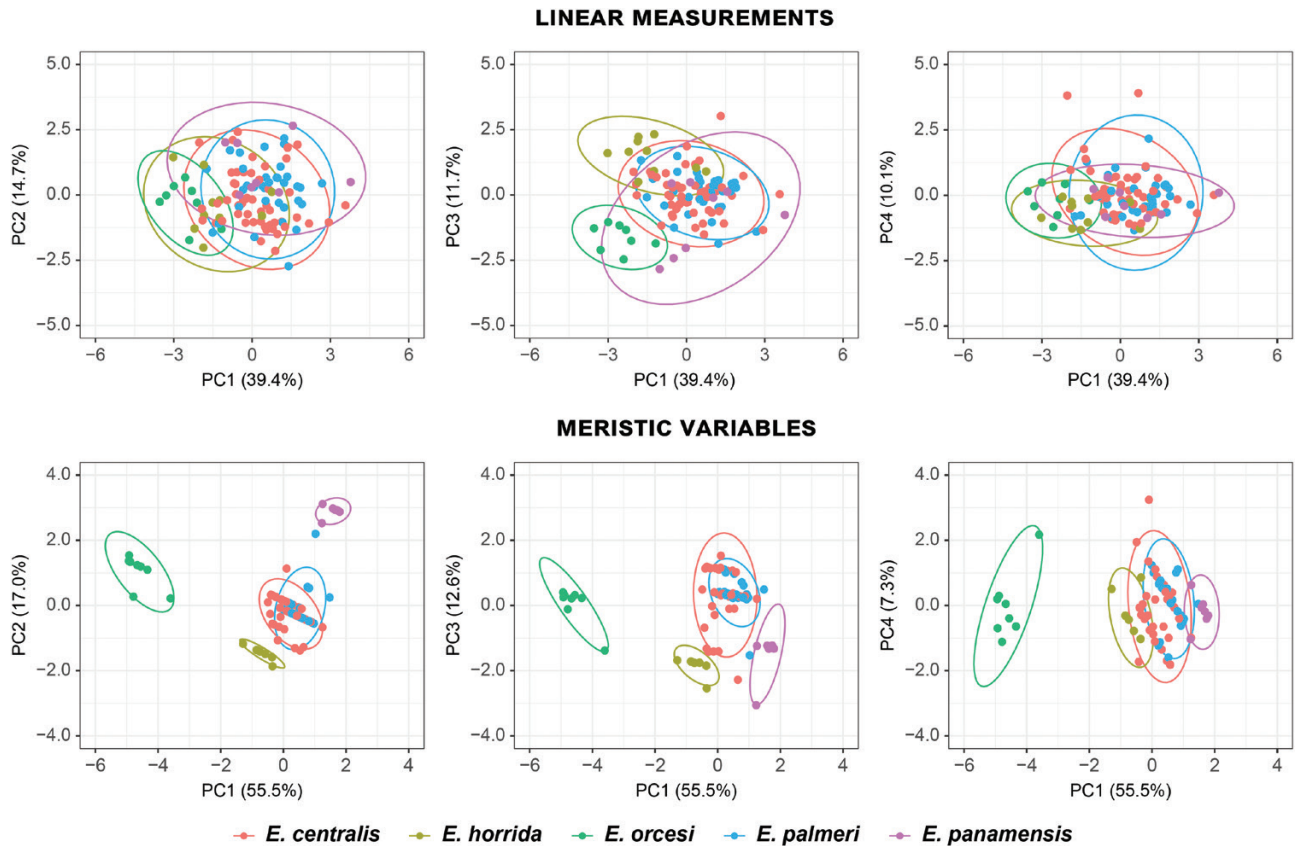 LINEAR MEASUREMENTS
5.0 2.5 0.0 −2.5 −5.0
PC2 (14.7%)
−6 −3 0 3 6
PC1 (39.4%)
5.0 2.5 0.0 −2.5 −5.0
PC3 (11.7%)
−6 −3 0 3 6
PC1 (39.4%)
5.0 2.5 0.0 −2.5 −5.0
PC4 (10.1%)
−6 −3 0 3 6
PC1 (39.4%)
MERISTIC VARIABLES
4.0 2.0 0.0 −2.0 −4.0
PC2 (17.0%)
−6 −4 −2 0 2 4
PC1 (55.5%)
4.0 2.0 0.0 −2.0 −4.0
PC3 (12.6%)
−6 −4 −2 0 2 4
PC1 (55.5%)
4.0 2.0 0.0 −2.0 −4.0
PC4 (7.3%)
−6 −4 −2 0 2 4
PC1 (55.5%)
E. centralis E. horrida E. orcesi E. palmeri E. panamensis